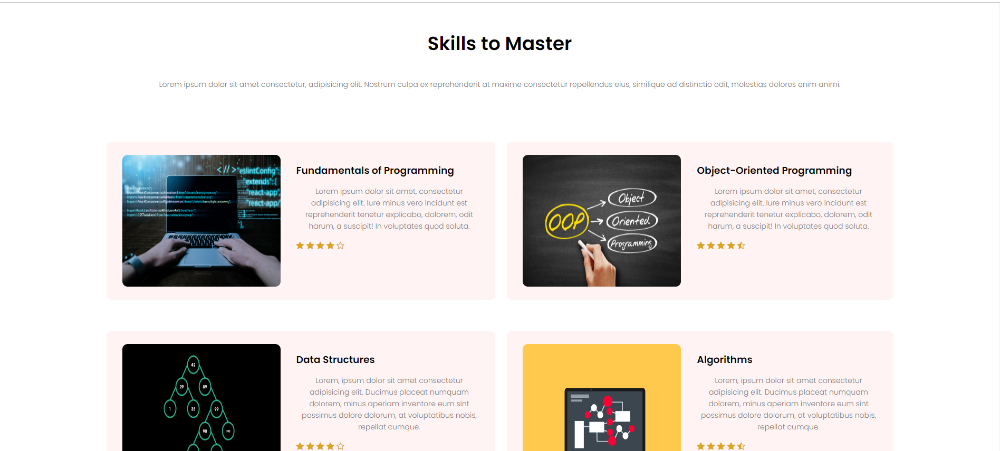 Skills to Master
Lorem ipsum dolor sit amet consectetur, adipisicing elit. Nostrum culpa ex reprehenderit at maxime consectetur repellendus eius, similique ad distinctio odit, molestias dolores enim animi.
<//> "eslintConfig":
"extends": [
"react-app",
"react-app/
],
Fundamentals of Programming
Lorem ipsum dolor sit amet, consectetur
adipisicing elit. Iure minus vero incidunt est
reprehenderit tenetur explicabo, dolorem, odit
harum, a suscipit! In voluptates quod soluta.
OOP
Object
Oriented
Programming
Object-Oriented Programming
Lorem ipsum dolor sit amet, consectetur
adipisicing elit. Iure minus vero incidunt est
reprehenderit tenetur explicabo, dolorem, odit
harum, a suscipit! In voluptates quod soluta.
42
29 89
1 35 99
90 100
Data Structures
Lorem, ipsum dolor sit amet consectetur
adipisicing elit. Ducimus placeat numquam
dolorem, minus aperiam inventore eum sint
possimus dolore dolorum, at voluptatibus nobis,
repellat cumque.
Algorithms
Lorem, ipsum dolor sit amet consectetur
adipisicing elit. Ducimus placeat numquam
dolorem, minus aperiam inventore eum sint
possimus dolore dolorum, at voluptatibus nobis,
repellat cumque.